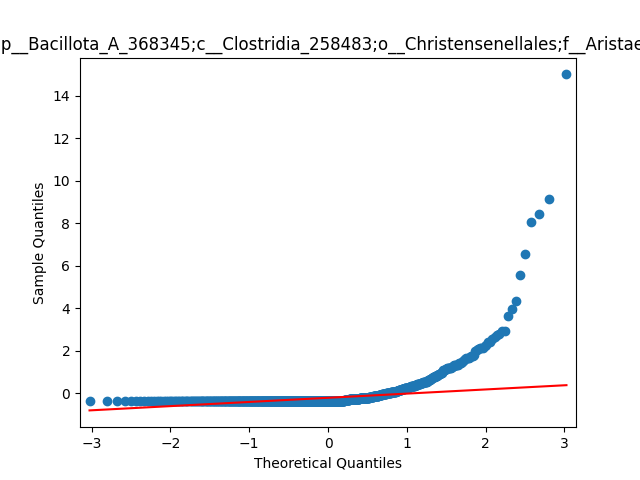 p__Bacillota_A_368345;c__Clostridia_258483;o__Christensenellales;f__Aristae
14
12
10
8
6
4
2
0
Sample Quantiles
−3 −2 −1 0 1 2 3
Theoretical Quantiles